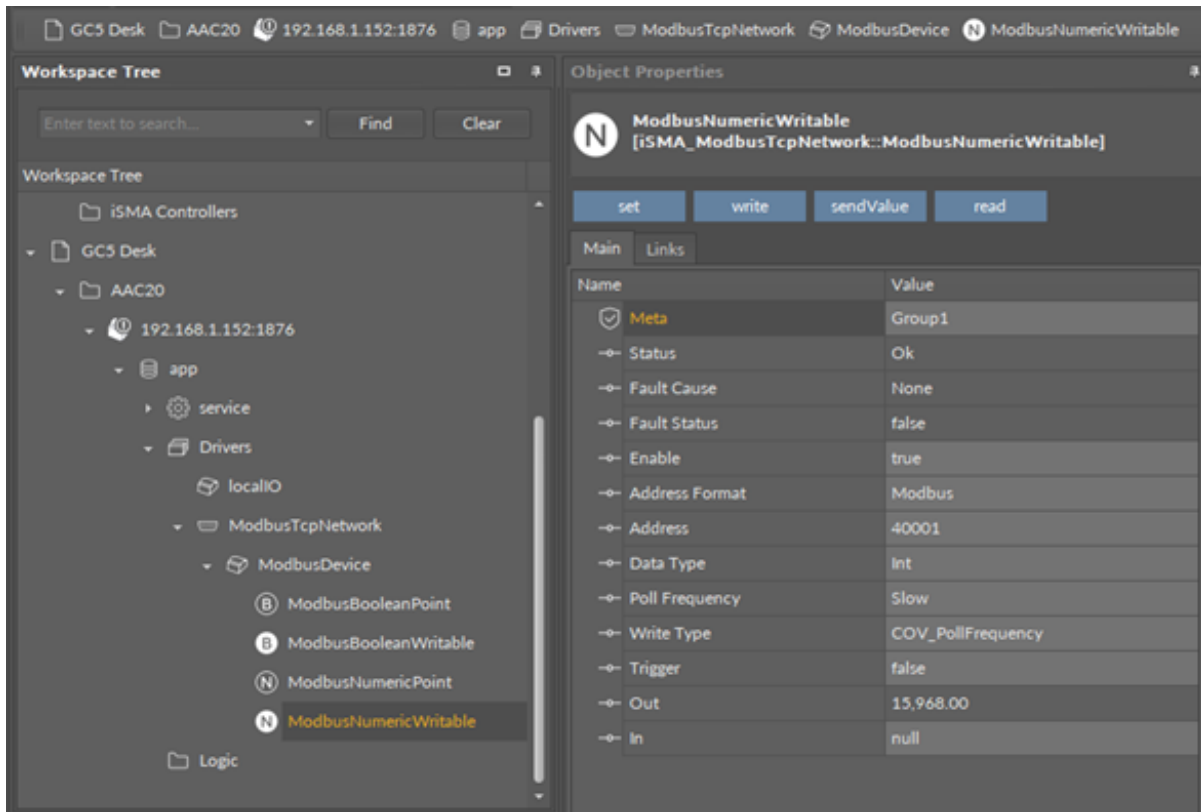 GC5 Desk AAC20 192.168.1.152:1876 app Drivers ModbusTcpNetwork ModbusDevice N ModbusNumericWritable
Workspace Tree
Enter text to search... Find Clear
Workspace Tree
iSMA Controllers
GC5 Desk
AAC20
192.168.1.152:1876
app
service
Drivers
localIO
ModbusTcpNetwork
ModbusDevice
B ModbusBooleanPoint
B ModbusBooleanWritable
N ModbusNumericPoint
N ModbusNumericWritable
Logic
Object Properties
N
ModbusNumericWritable
[iSMA_ModbusTcpNetwork::ModbusNumericWritable]
set write sendValue read
Main Links
Name Value
Meta Group1
Status Ok
Fault Cause None
Fault Status false
Enable true
Address Format Modbus
Address 40001
Data Type Int
Poll Frequency Slow
Write Type COV_PollFrequency
Trigger false
Out 15,968.00
In null